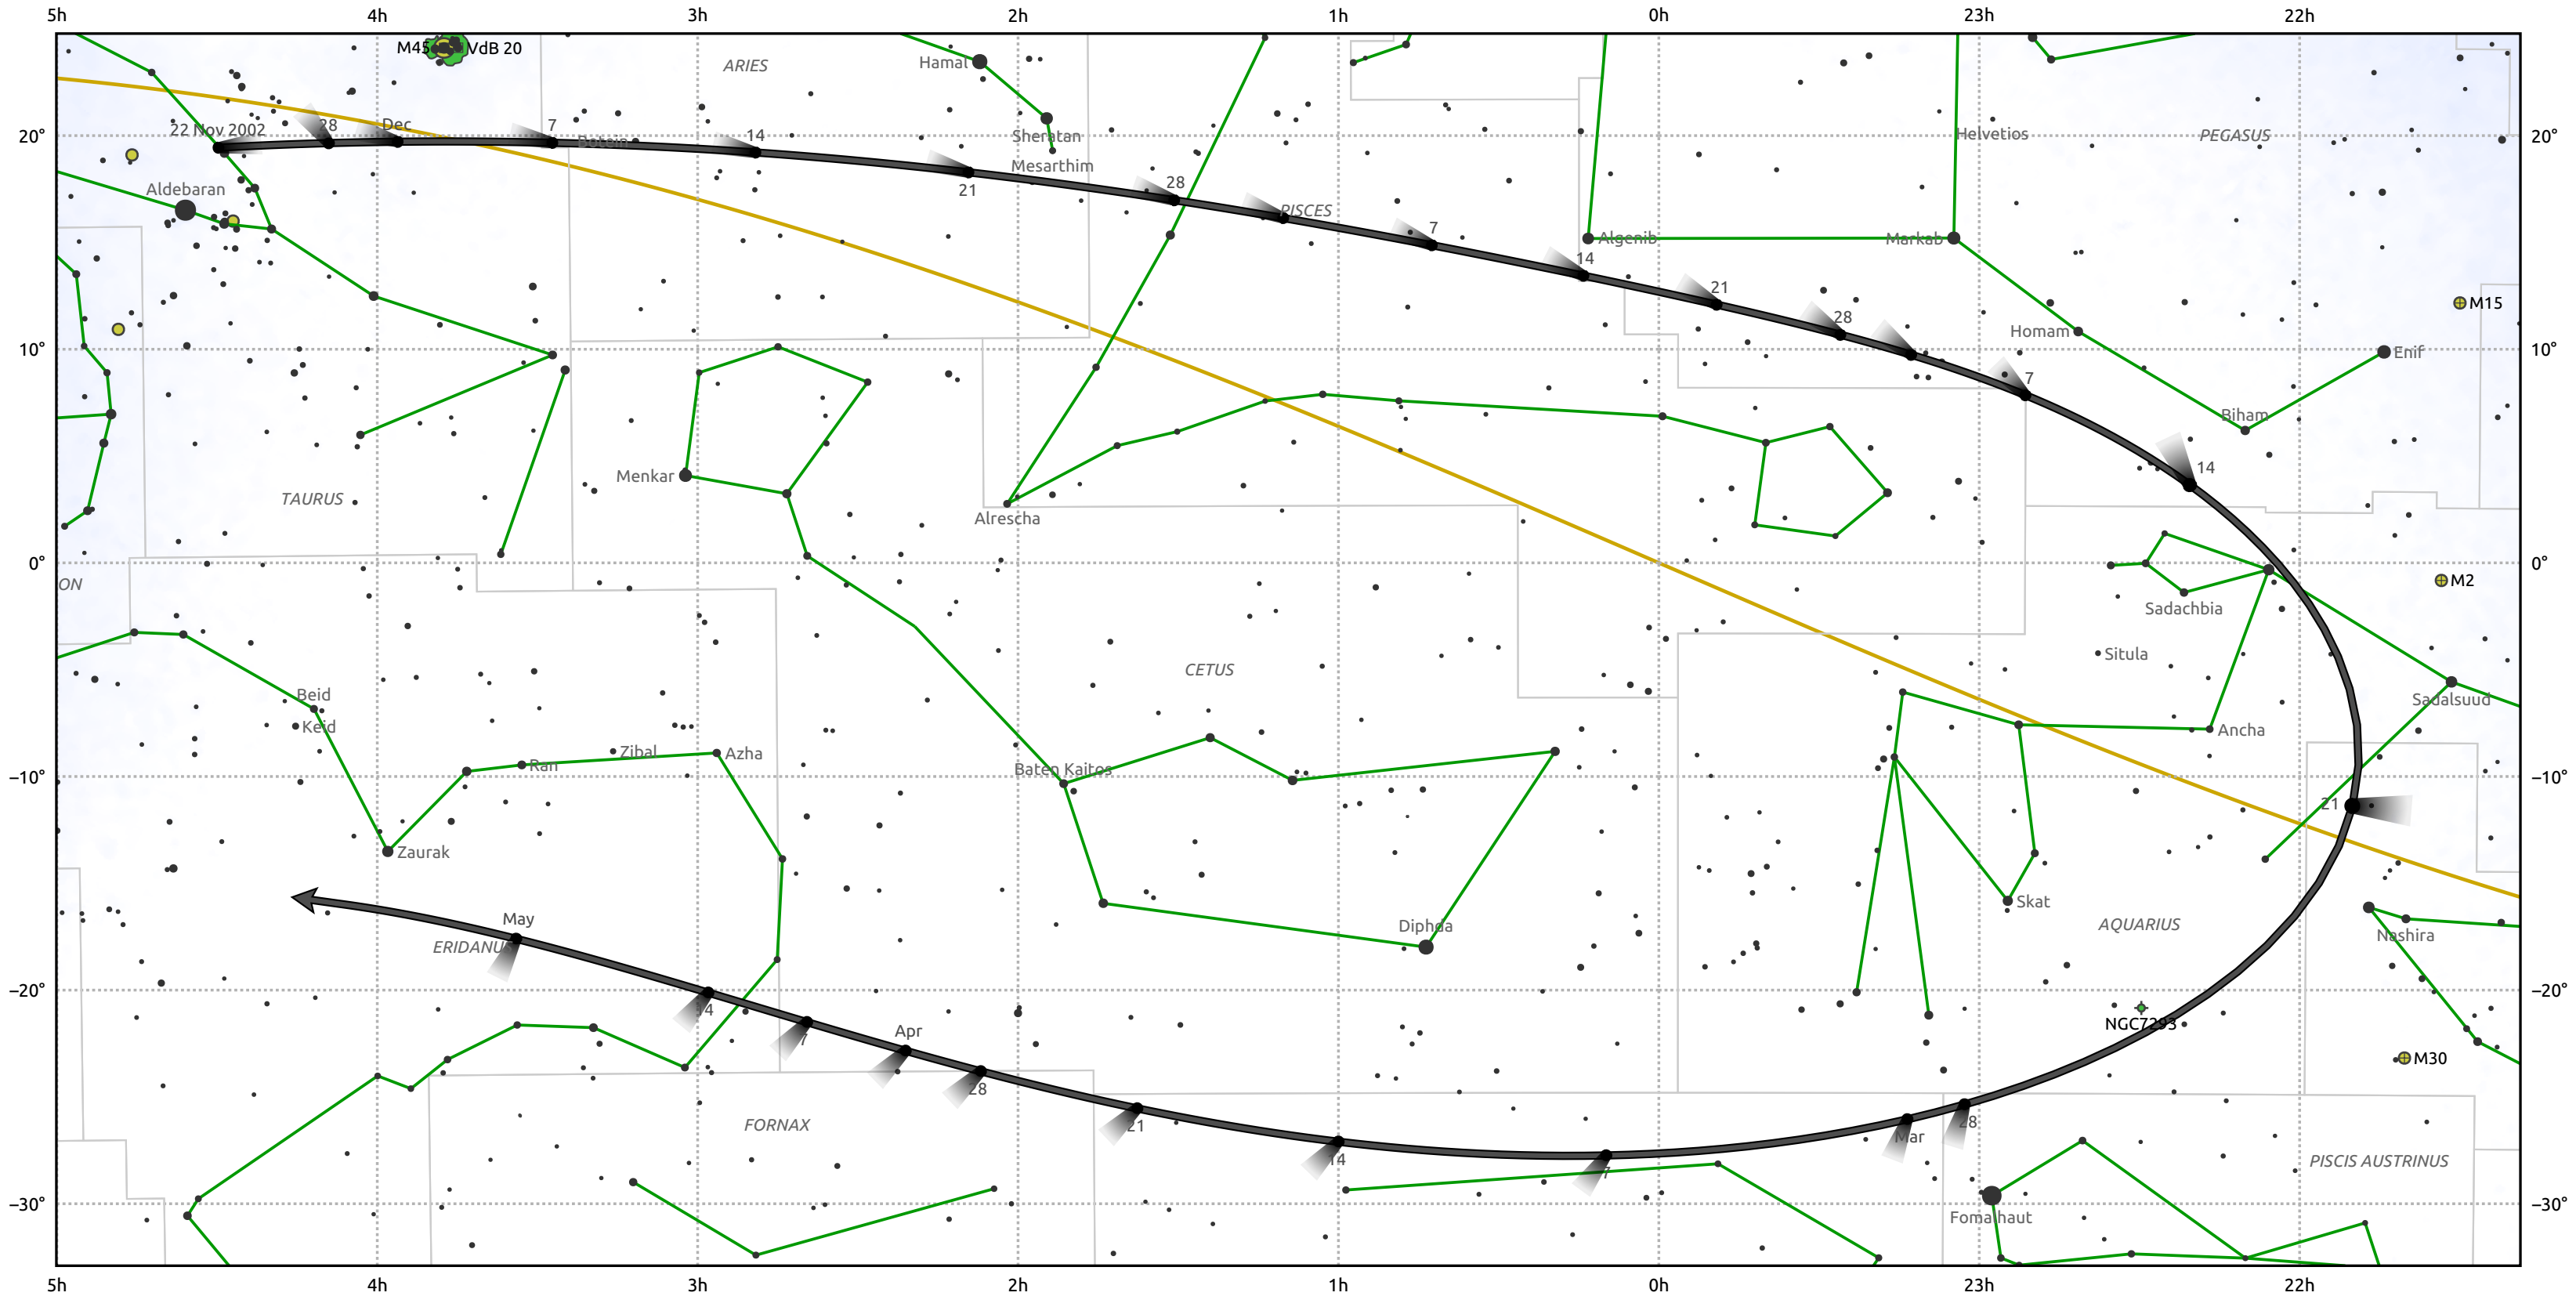 5h 4h 3h 2h 1h 0h 23h 22h
M45 VdB 20
Hamal
ARIES
20° 22 Nov 2002 28 Dec 7 Botein 14 Sheratan Helvetios PEGASUS 20°
Mesarthim
21 28
Aldebaran
PISCES
7
Algenib Markab
14
21
28
M15
Homam
10° 10°
Enif
7
Biham
14
Menkar
TAURUS
Alrescha
0° 0°
ON
M2
Sadachbia
Situla
CETUS
Beid
Keid
Sadalsuud
Ancha
Zibal Azha
Ran
Baten Kaitos
−10° −10°
21
Zaurak
Skat
May
Diphda
AQUARIUS
Nashira
ERIDANUS
−20° −20°
14
NGC7293
Apr
7
M30
28
FORNAX
21
Mar 28
14
7
PISCIS AUSTRINUS
−30° −30°
Fomalhaut
5h 4h 3h 2h 1h 0h 23h 22h